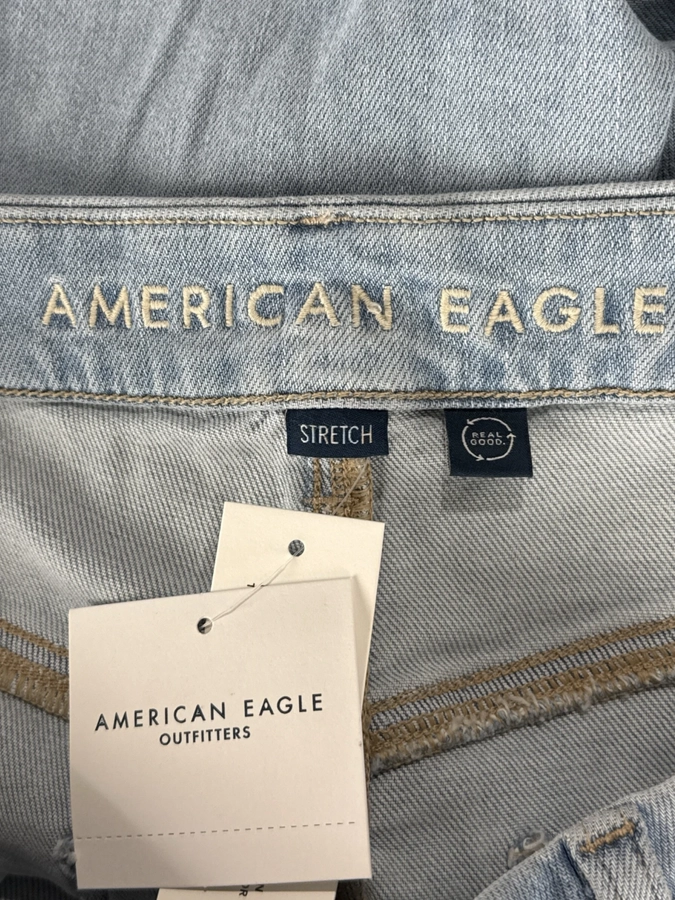 AMERICAN EAGLE
STRETCH
REAL
GOOD.
AMERICAN EAGLE
OUTFITTERS